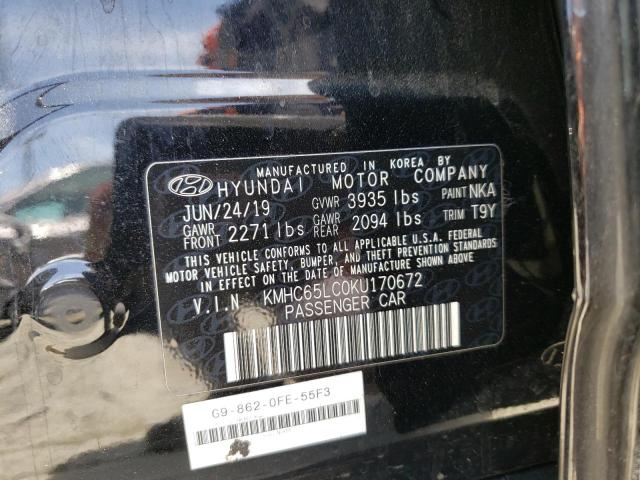 MANUFACTURED IN KOREA BY
HYUNDAI MOTOR COMPANY
JUN/24/19 GVWR 3935 lbs PAINT NKA
GAWR FRONT 2271 lbs GAWR REAR 2094 lbs TRIM T9Y
THIS VEHICLE CONFORMS TO ALL APPLICABLE U.S.A. FEDERAL
MOTOR VEHICLE SAFETY, BUMPER, AND THEFT PREVENTION STANDARDS
IN EFFECT ON THE DATE OF MANUFACTURE SHOWN ABOVE.
V.I.N. KMHC65LC0KU170672
PASSENGER CAR
G9-862-0FE-55F3